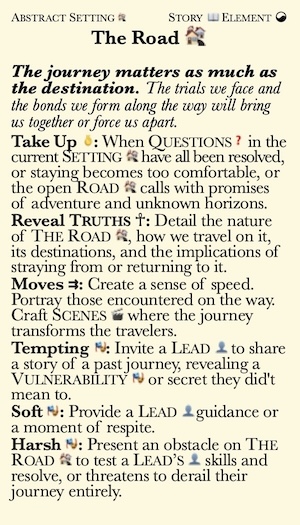 ABSTRACT SETTING STORY ELEMENT
The Road
The journey matters as much as
the destination. The trials we face and
the bonds we form along the way will bring
us together or force us apart.
Take Up: When QUESTIONS❓ in the
current SETTING have all been resolved,
or staying becomes too comfortable, or
the open ROAD calls with promises
of adventure and unknown horizons.
Reveal TRUTHS ☥: Detail the nature
of THE ROAD, how we travel on it,
its destinations, and the implications of
straying from or returning to it.
Moves ⇉: Create a sense of speed.
Portray those encountered on the way.
Craft SCENES 🎬 where the journey
transforms the travelers.
Tempting: Invite a LEAD 👤 to share
a story of a past journey, revealing a
VULNERABILITY or secret they did't
mean to.
Soft: Provide a LEAD 👤guidance or
a moment of respite.
Harsh: Present an obstacle on THE
ROAD to test a LEAD'S 👤 skills and
resolve, or threatens to derail their
journey entirely.